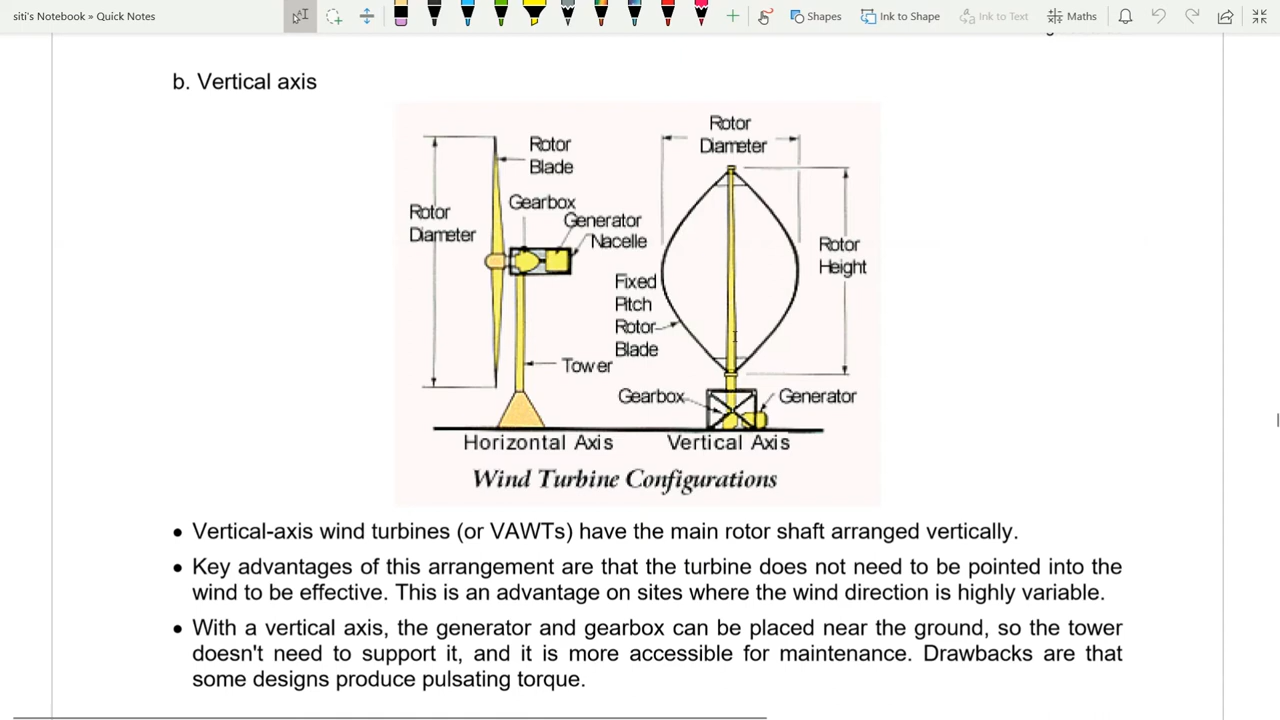 siti's Notebook » Quick Notes
Shapes
Ink to Shape
Ink to Text
Maths
b. Vertical axis
Rotor
Diameter
Rotor
Blade
Gearbox
Generator
Nacelle
Rotor
Diameter
Tower
Rotor
Height
Fixed
Pitch
Rotor
Blade
Gearbox
Generator
Horizontal Axis
Vertical Axis
Wind Turbine Configurations
• Vertical-axis wind turbines (or VAWTs) have the main rotor shaft arranged vertically.
• Key advantages of this arrangement are that the turbine does not need to be pointed into the
wind to be effective. This is an advantage on sites where the wind direction is highly variable.
• With a vertical axis, the generator and gearbox can be placed near the ground, so the tower
doesn't need to support it, and it is more accessible for maintenance. Drawbacks are that
some designs produce pulsating torque.